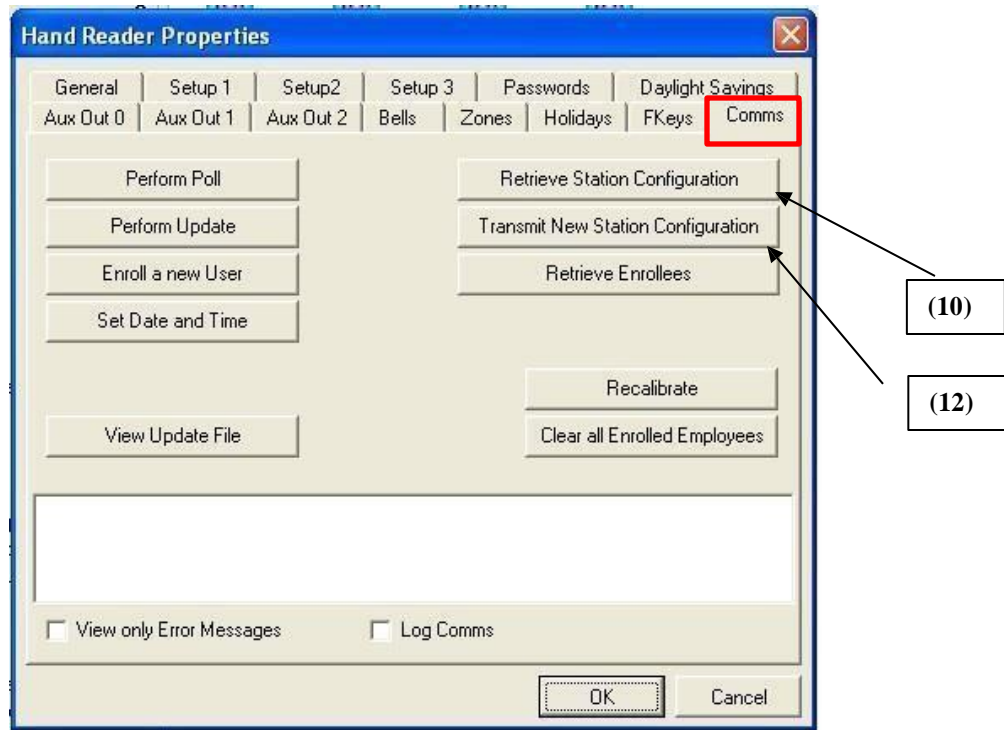 Hand Reader Properties
General Setup 1 Setup2 Setup 3 Passwords Daylight Savings
Aux Out 0 Aux Out 1 Aux Out 2 Bells Zones Holidays FKeys Comms
Perform Poll Retrieve Station Configuration
Perform Update Transmit New Station Configuration
Enroll a new User Retrieve Enrollees
Set Date and Time
(10)
Recalibrate
(12)
View Update File Clear all Enrolled Employees
View only Error Messages Log Comms
OK Cancel